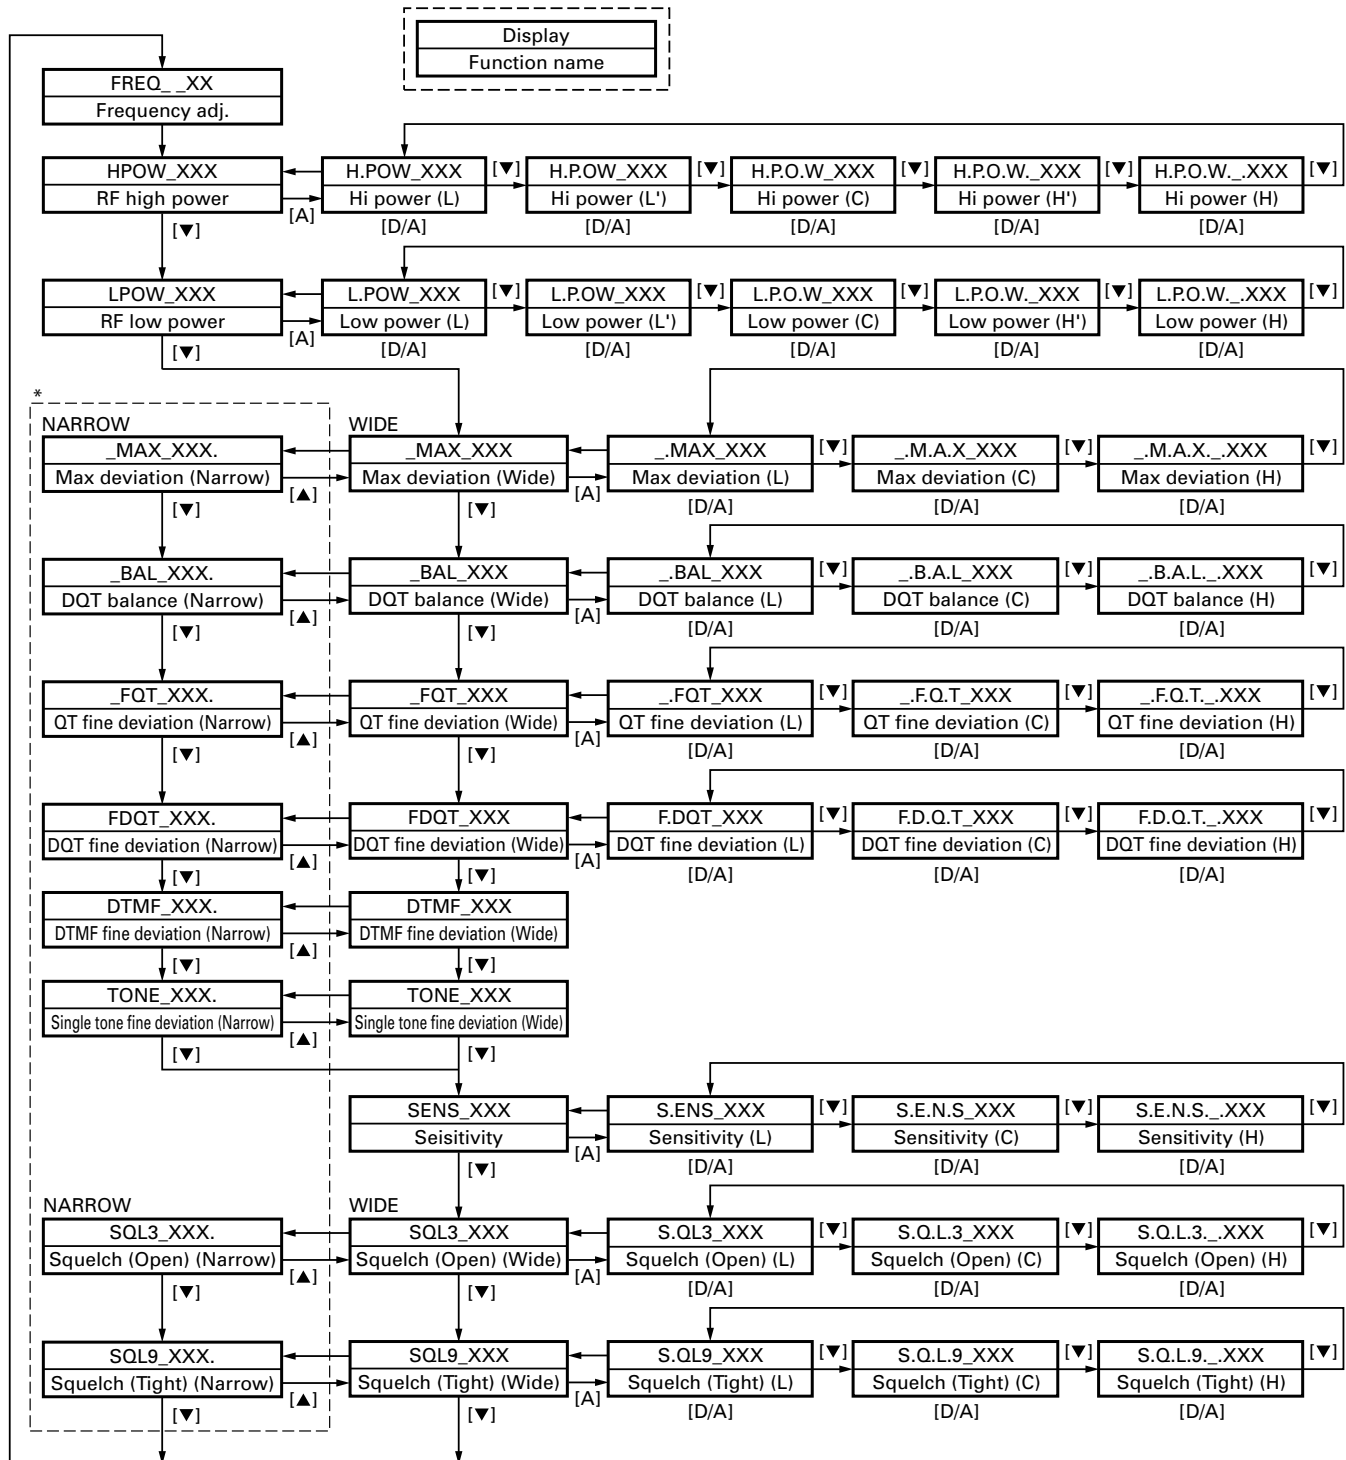 Display
Function name
FREQ_ _XX
Frequency adj.
HPOW_XXX H.POW_XXX [▼] H.P.OW_XXX [▼] H.P.O.W_XXX [▼] H.P.O.W._XXX [▼] H.P.O.W._.XXX [▼]
RF high power [A] Hi power (L) Hi power (L') Hi power (C) Hi power (H') Hi power (H)
[▼] [D/A] [D/A] [D/A] [D/A] [D/A]
LPOW_XXX L.POW_XXX [▼] L.P.OW_XXX [▼] L.P.O.W_XXX [▼] L.P.O.W._XXX [▼] L.P.O.W._.XXX [▼]
RF low power [A] Low power (L) Low power (L') Low power (C) Low power (H') Low power (H)
[▼] [D/A] [D/A] [D/A] [D/A] [D/A]
*
NARROW WIDE
_MAX_XXX. _MAX_XXX _.MAX_XXX [▼] _.M.A.X_XXX [▼] _.M.A.X._.XXX [▼]
Max deviation (Narrow) [▲] Max deviation (Wide) [A] Max deviation (L) Max deviation (C) Max deviation (H)
[▼] [▼] [D/A] [D/A] [D/A]
_BAL_XXX. _BAL_XXX _.BAL_XXX [▼] _.B.A.L_XXX [▼] _.B.A.L._.XXX [▼]
DQT balance (Narrow) [▲] DQT balance (Wide) [A] DQT balance (L) DQT balance (C) DQT balance (H)
[▼] [▼] [D/A] [D/A] [D/A]
_FQT_XXX. _FQT_XXX _.FQT_XXX [▼] _.F.Q.T_XXX [▼] _.F.Q.T._.XXX [▼]
QT fine deviation (Narrow) [▲] QT fine deviation (Wide) [A] QT fine deviation (L) QT fine deviation (C) QT fine deviation (H)
[▼] [▼] [D/A] [D/A] [D/A]
FDQT_XXX. FDQT_XXX F.DQT_XXX [▼] F.D.Q.T_XXX [▼] F.D.Q.T._.XXX [▼]
DQT fine deviation (Narrow) [▲] DQT fine deviation (Wide) [A] DQT fine deviation (L) DQT fine deviation (C) DQT fine deviation (H)
[▼] [▼] [D/A] [D/A] [D/A]
DTMF_XXX. DTMF_XXX
DTMF fine deviation (Narrow) [▲] DTMF fine deviation (Wide)
[▼] [▼]
TONE_XXX. TONE_XXX
Single tone fine deviation (Narrow) [▲] Single tone fine deviation (Wide)
[▼] [▼]
SENS_XXX S.ENS_XXX [▼] S.E.N.S_XXX [▼] S.E.N.S._.XXX [▼]
Seisitivity [A] Sensitivity (L) Sensitivity (C) Sensitivity (H)
[▼] [D/A] [D/A] [D/A]
NARROW WIDE
SQL3_XXX. SQL3_XXX S.QL3_XXX [▼] S.Q.L.3_XXX [▼] S.Q.L.3._.XXX [▼]
Squelch (Open) (Narrow) [▲] Squelch (Open) (Wide) [A] Squelch (Open) (L) Squelch (Open) (C) Squelch (Open) (H)
[▼] [▼] [D/A] [D/A] [D/A]
SQL9_XXX. SQL9_XXX S.QL9_XXX [▼] S.Q.L.9_XXX [▼] S.Q.L.9._.XXX [▼]
Squelch (Tight) (Narrow) [▲] Squelch (Tight) (Wide) [A] Squelch (Tight) (L) Squelch (Tight) (C) Squelch (Tight) (H)
[▼] [▼] [D/A] [D/A] [D/A]